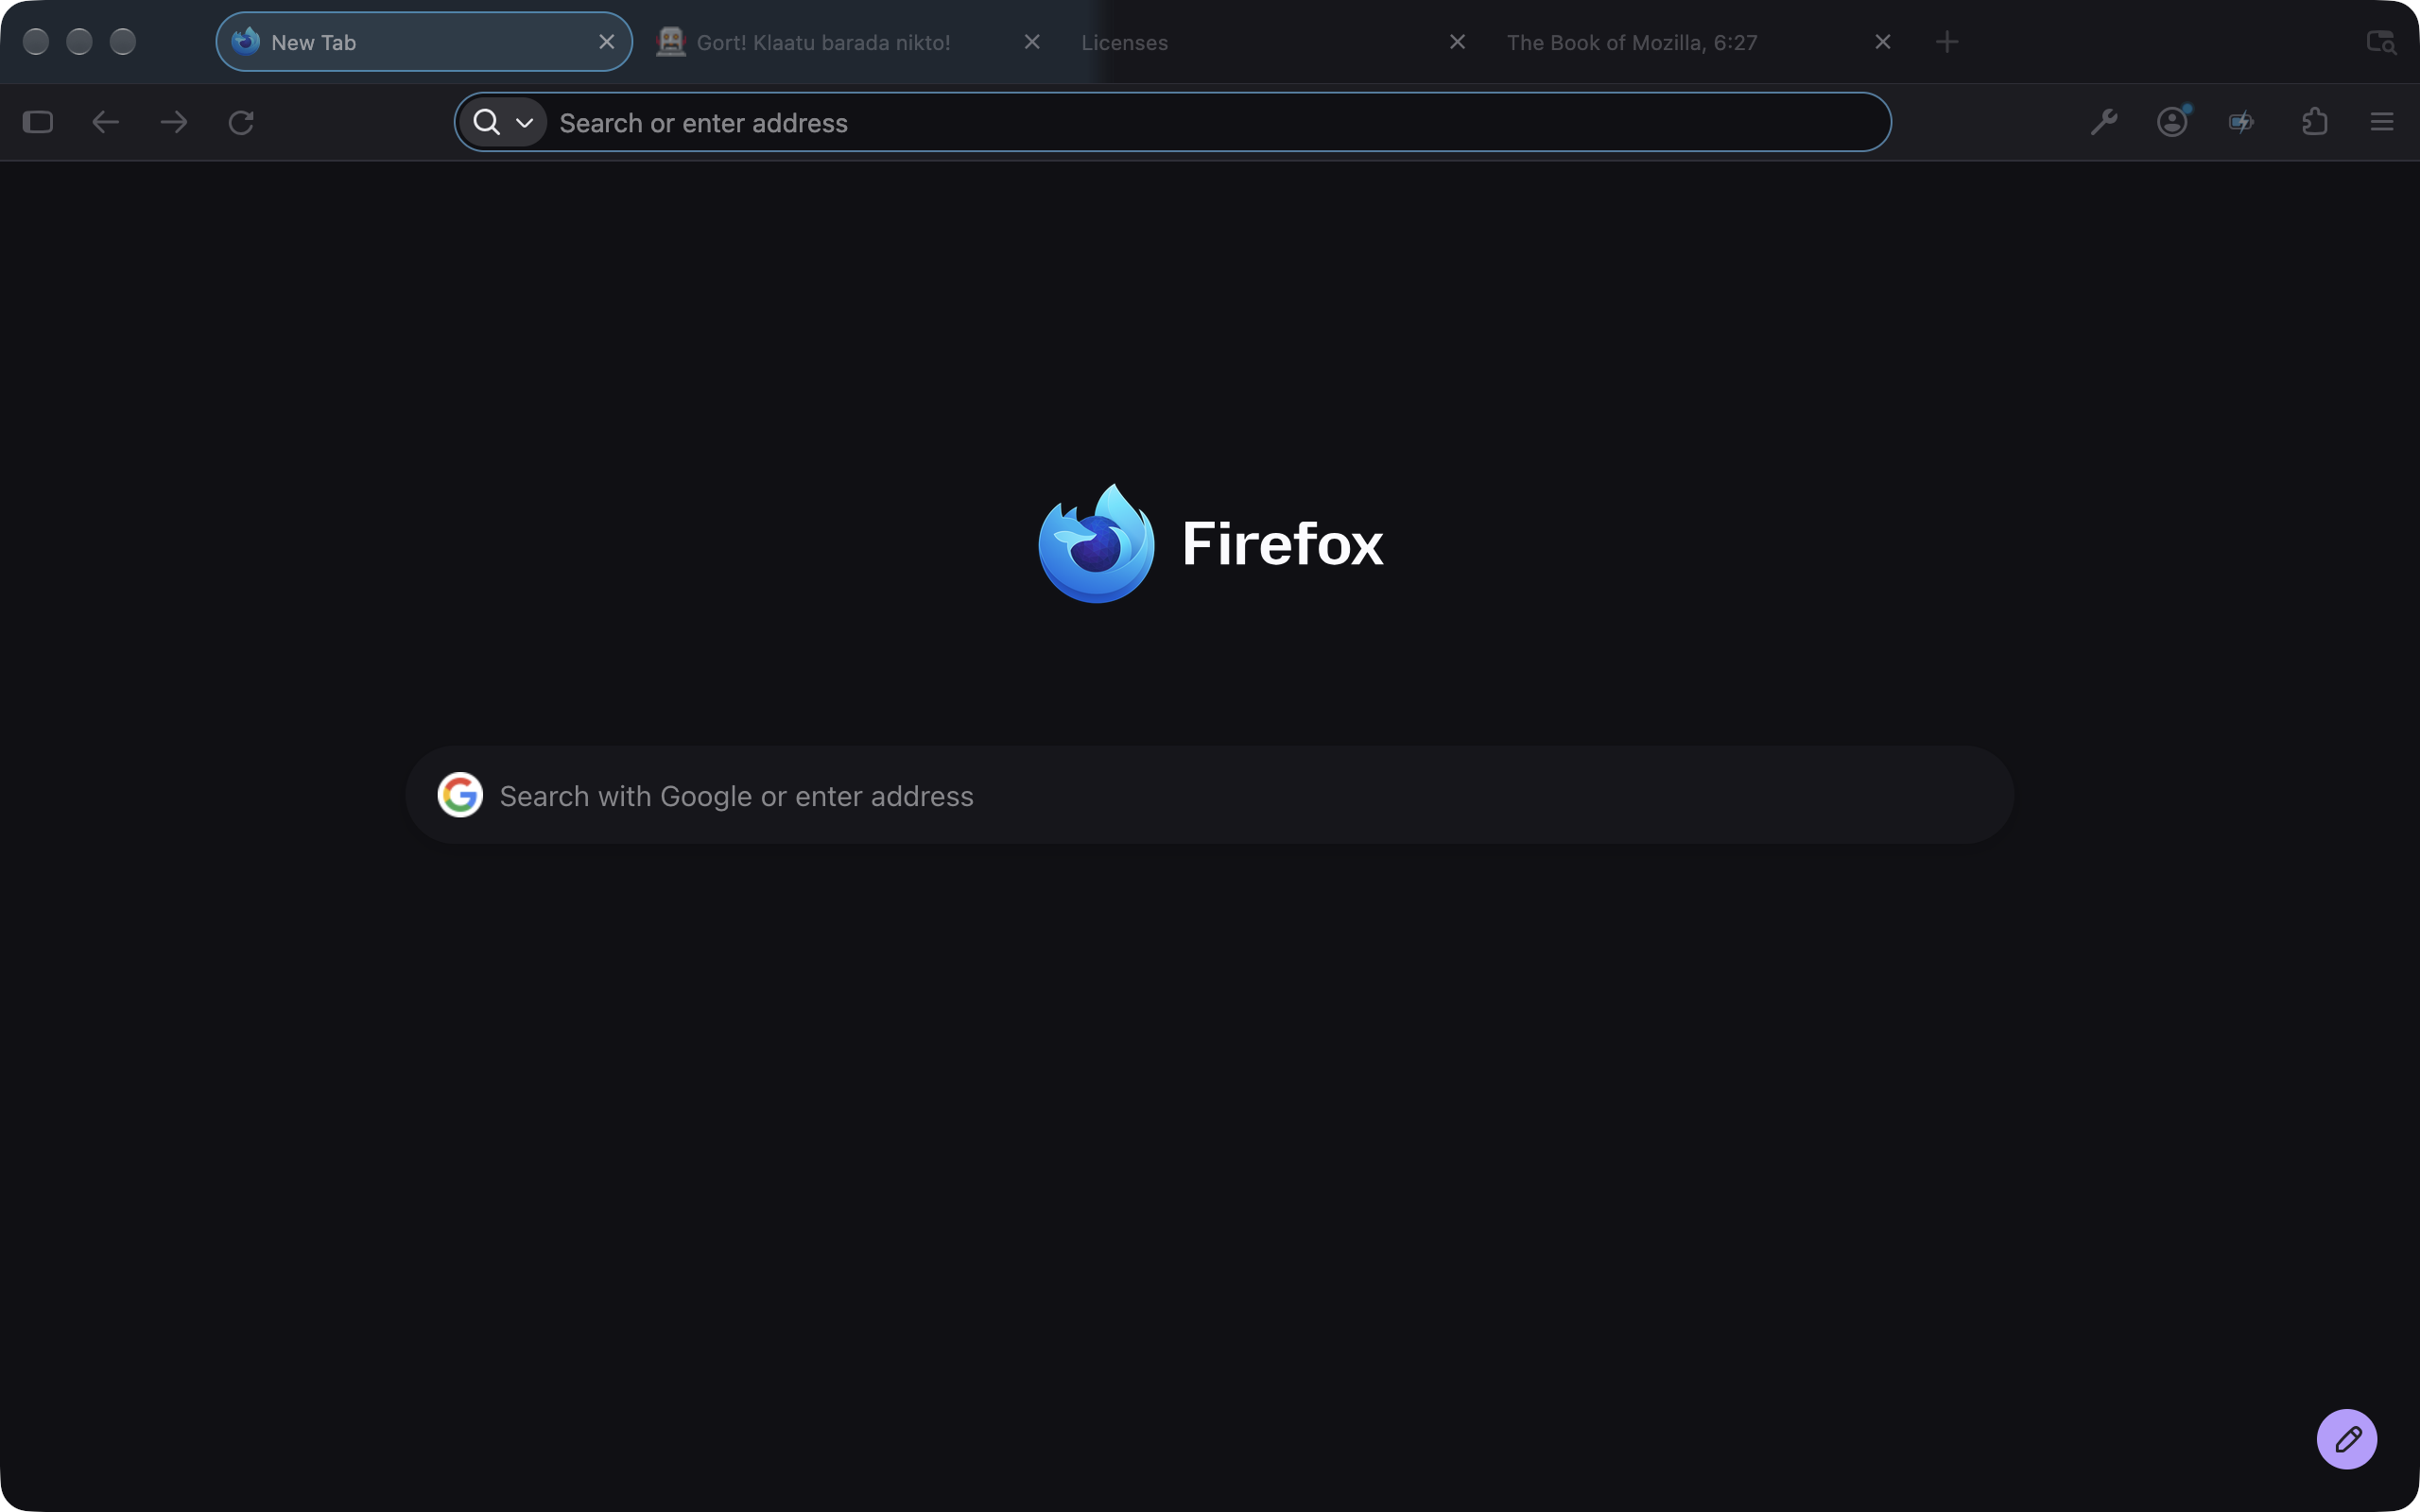 New Tab
Gort! Klaatu barada nikto!
Licenses
The Book of Mozilla, 6:27
Search or enter address
Firefox
Search with Google or enter address